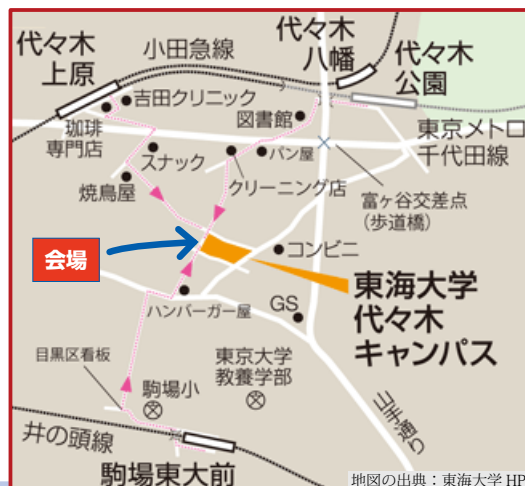 代々木
上原
小田急線
代々木
八幡
代々木
公園
吉田クリニック
図書館
珈琲
専門店
スナック
パン屋
東京メトロ
千代田線
焼鳥屋
クリーニング店
富ヶ谷交差点
(歩道橋)
会場
コンビニ
東海大学
代々木
キャンパス
ハンバーガー屋
GS
目黒区看板
東京大学
教養学部
駒場小
山手通り
井の頭線
駒場東大前
地図の出典:東海大学 HP